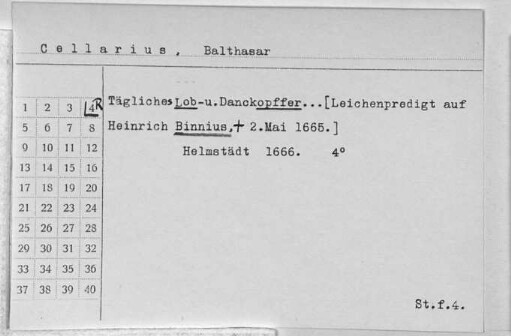 Cellarius, Balthasar
Tägliches Lob-u.Danckopffer...[Leichenpredigt auf
Heinrich Binnius,+ 2.Mai 1665.]
Helmstädt 1666. 4°
1 2 3 4 R
5 6 7 8
9 10 11 12
13 14 15 16
17 18 19 20
21 22 23 24
25 26 27 28
29 30 31 32
33 34 35 36
37 38 39 40
St.f.4.